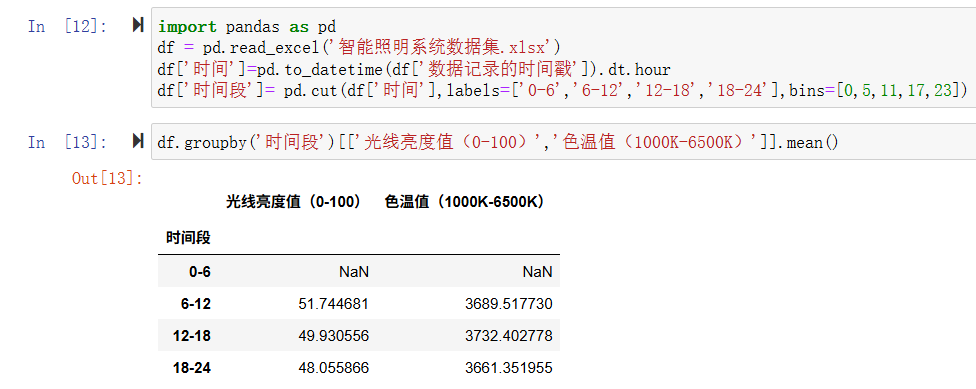 In [12]: import pandas as pd
df = pd.read_excel('智能照明系统数据集.xlsx')
df['时间']=pd.to_datetime(df['数据记录的时间戳']).dt.hour
df['时间段']= pd.cut(df['时间'],labels=['0-6','6-12','12-18','18-24'],bins=[0,5,11,17,23])
In [13]: df.groupby('时间段')[['光线亮度值（0-100）','色温值（1000K-6500K）']].mean()
Out[13]:
光线亮度值（0-100） 色温值（1000K-6500K）
时间段
0-6 NaN NaN
6-12 51.744681 3689.517730
12-18 49.930556 3732.402778
18-24 48.055866 3661.351955